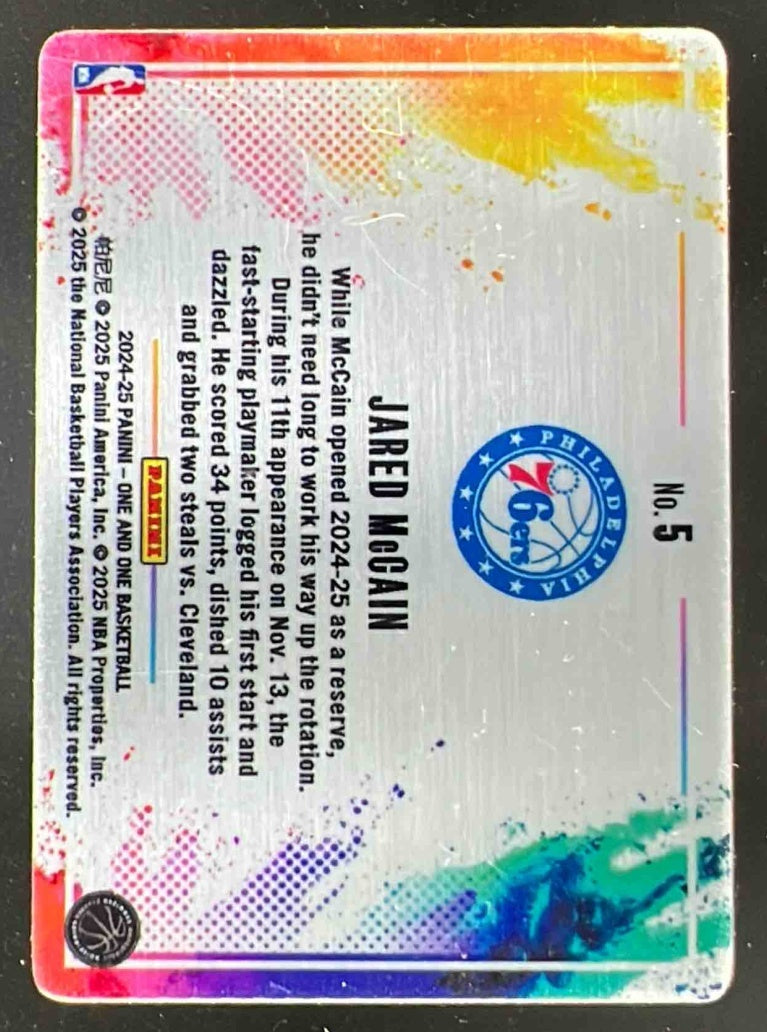 No. 5
PHILADELPHIA
76ers
JARED McCAIN
While McCain opened 2024-25 as a reserve,
he didn't need long to work his way up the rotation.
During his 11th appearance on Nov. 13, the
fast-starting playmaker logged his first start and
dazzled. He scored 34 points, dished 10 assists
and grabbed two steals vs. Cleveland.
PANINI
2024-25 PANINI – ONE AND ONE BASKETBALL
帕尼尼 © 2025 Panini America, Inc. © 2025 NBA Properties, Inc.
© 2025 the National Basketball Players Association. All rights reserved.